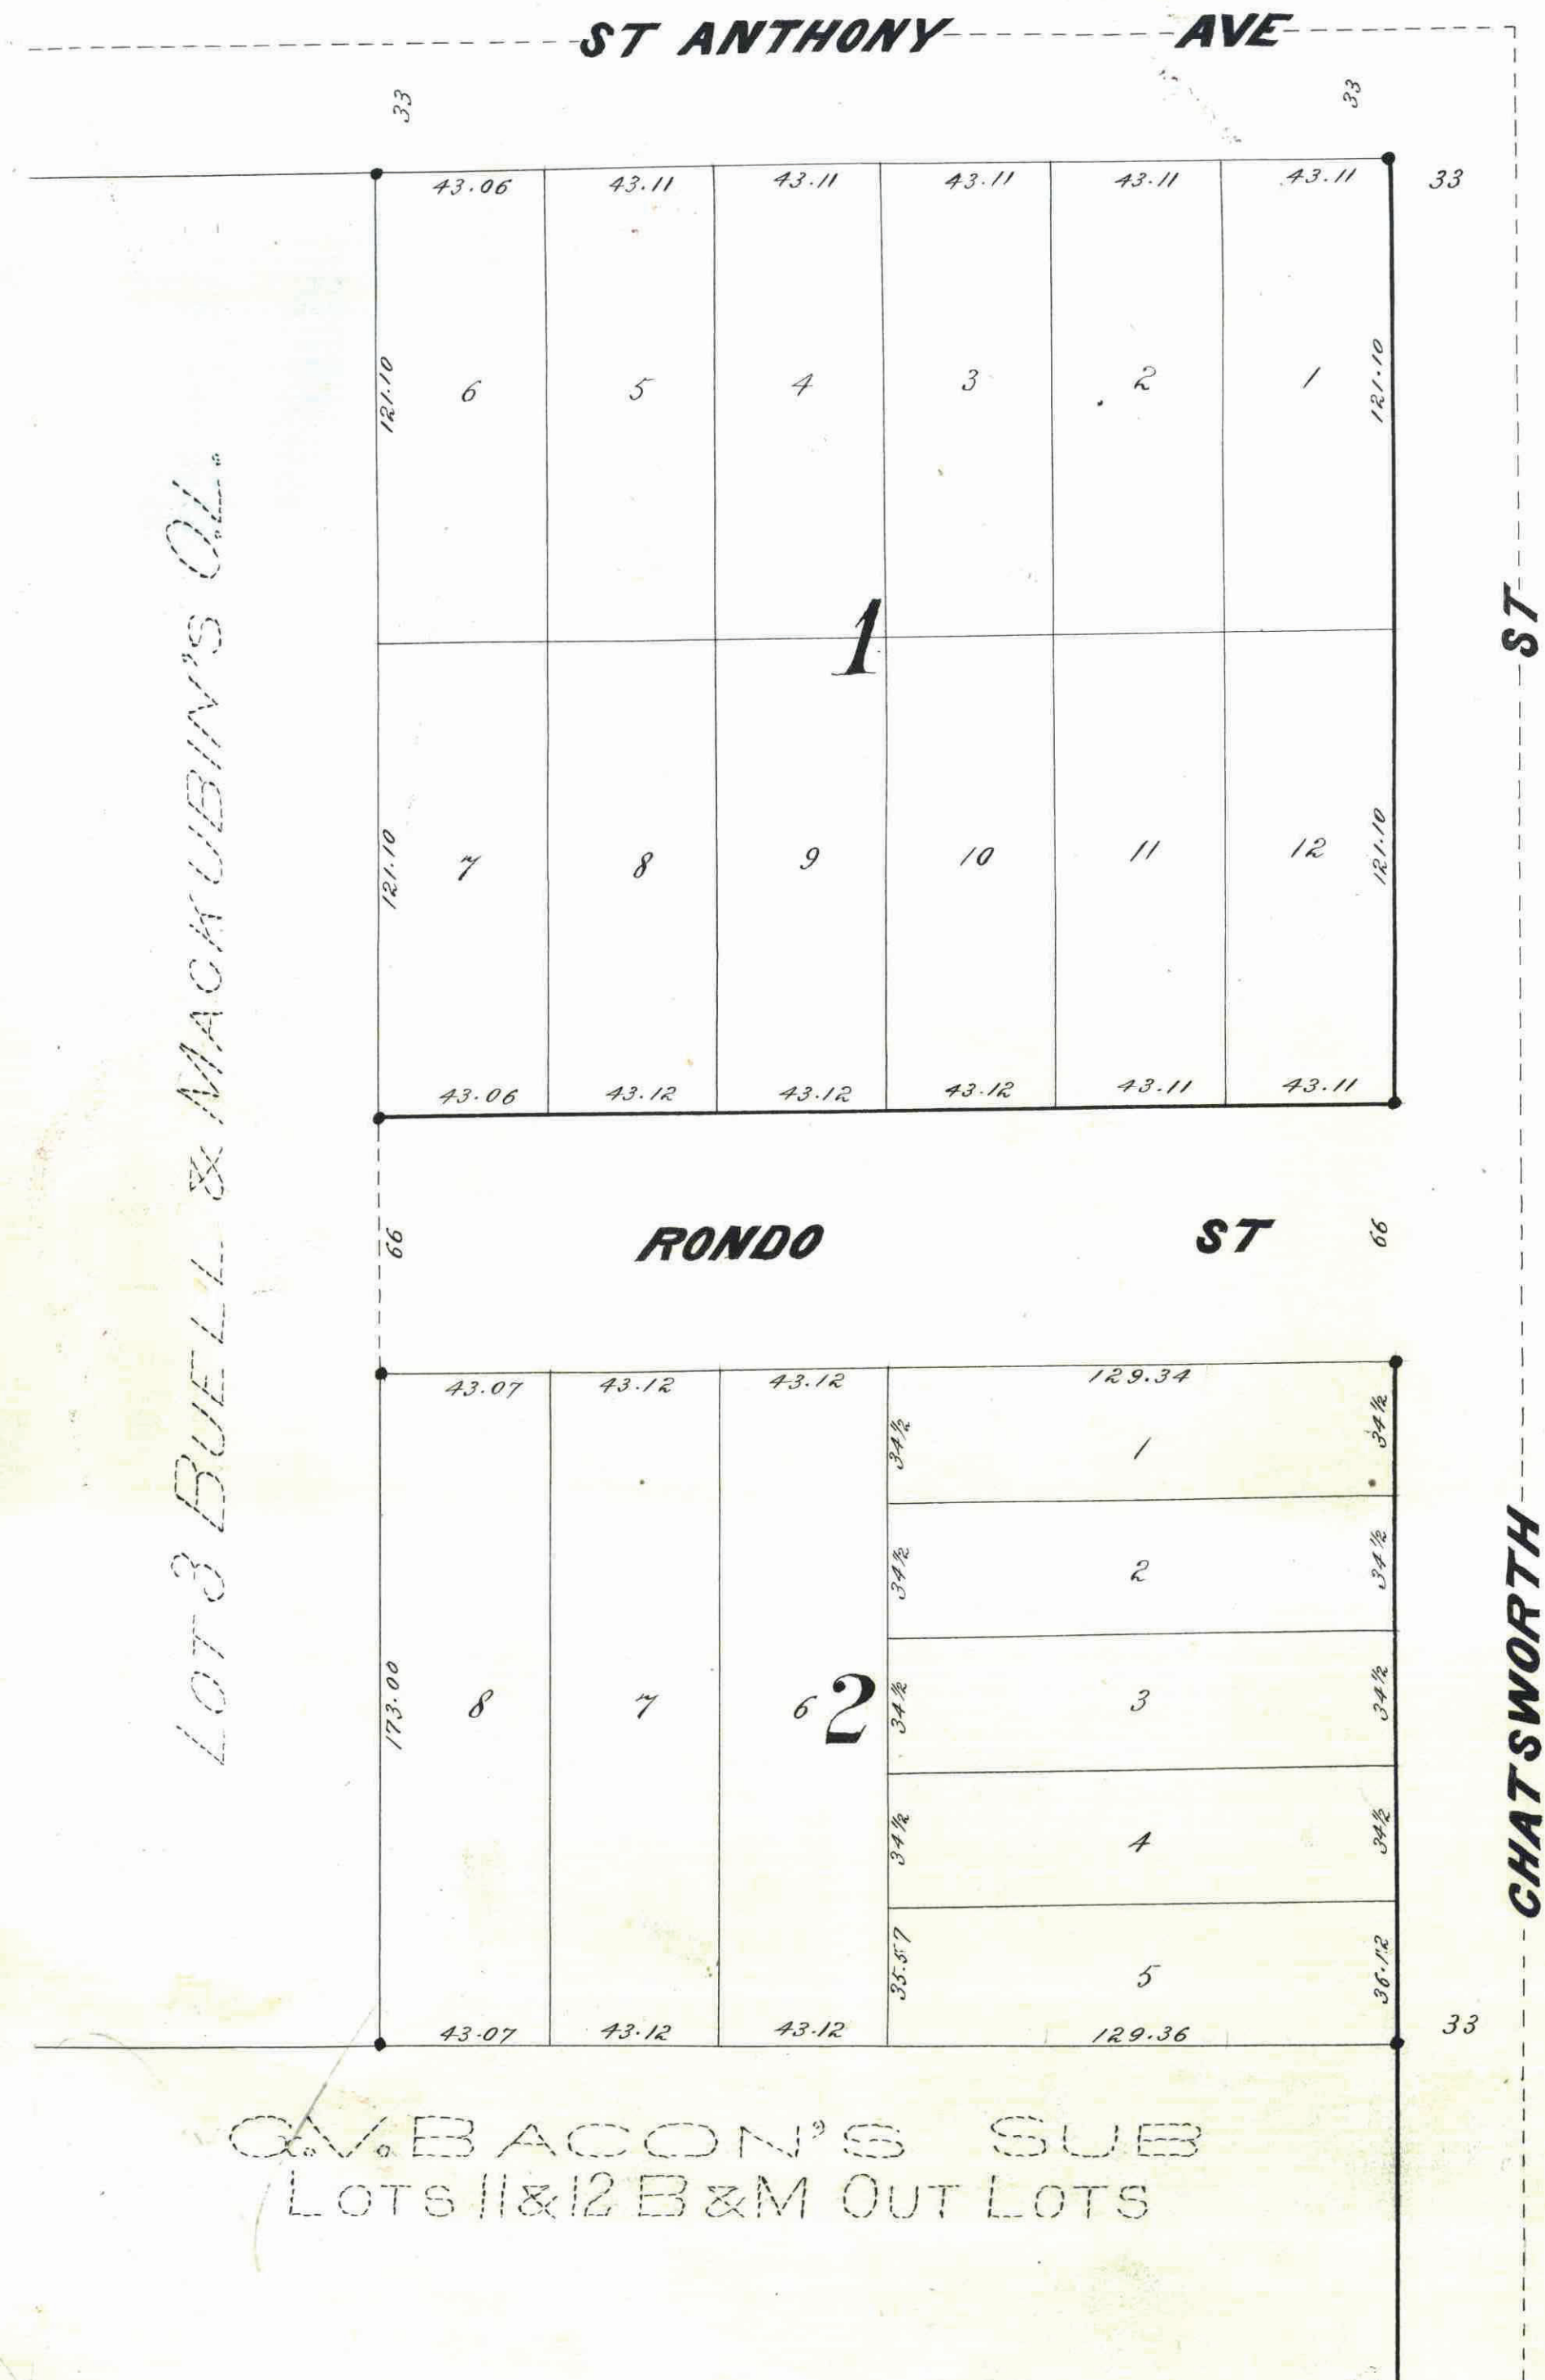 ST ANTHONY AVE
33 33
43.06 43.11 43.11 43.11 43.11 43.11 33
121.10 6 5 4 3 2 1 121.10
1
121.10 7 8 9 10 11 12 121.10
43.06 43.12 43.12 43.12 43.11 43.11
66 RONDO ST 66
43.07 43.12 43.12 129.34
34½ 1 34½
34½ 2 34½
173.00 8 7 6 2 34½ 3 34½
34½ 4 34½
35.57 5 36.12
43.07 43.12 43.12 129.36 33
LOT 3 BUELL & MACKUBIN'S O.L.
CHATSWORTH ST
G.V. BACON'S SUB
LOTS 11 & 12 B & M OUT LOTS